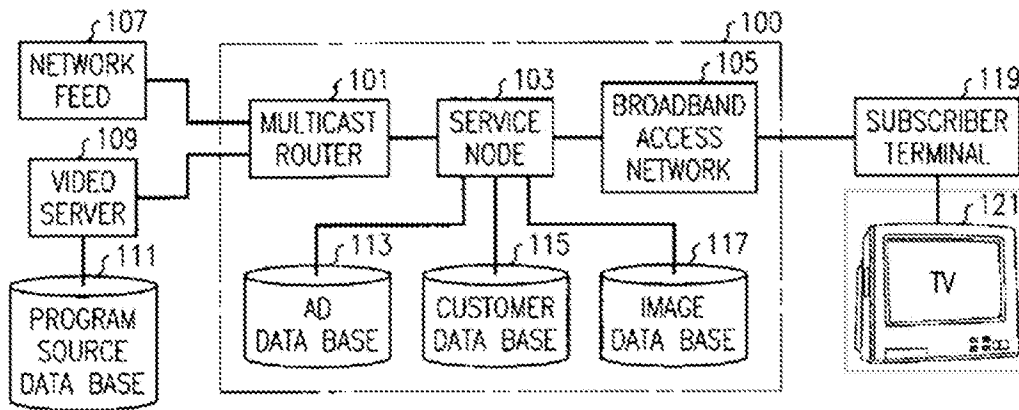 107
NETWORK
FEED
109
VIDEO
SERVER
111
PROGRAM
SOURCE
DATA BASE
100
101
MULTICAST
ROUTER
103
SERVICE
NODE
105
BROADBAND
ACCESS
NETWORK
113
AD
DATA BASE
115
CUSTOMER
DATA BASE
117
IMAGE
DATA BASE
119
SUBSCRIBER
TERMINAL
121
TV